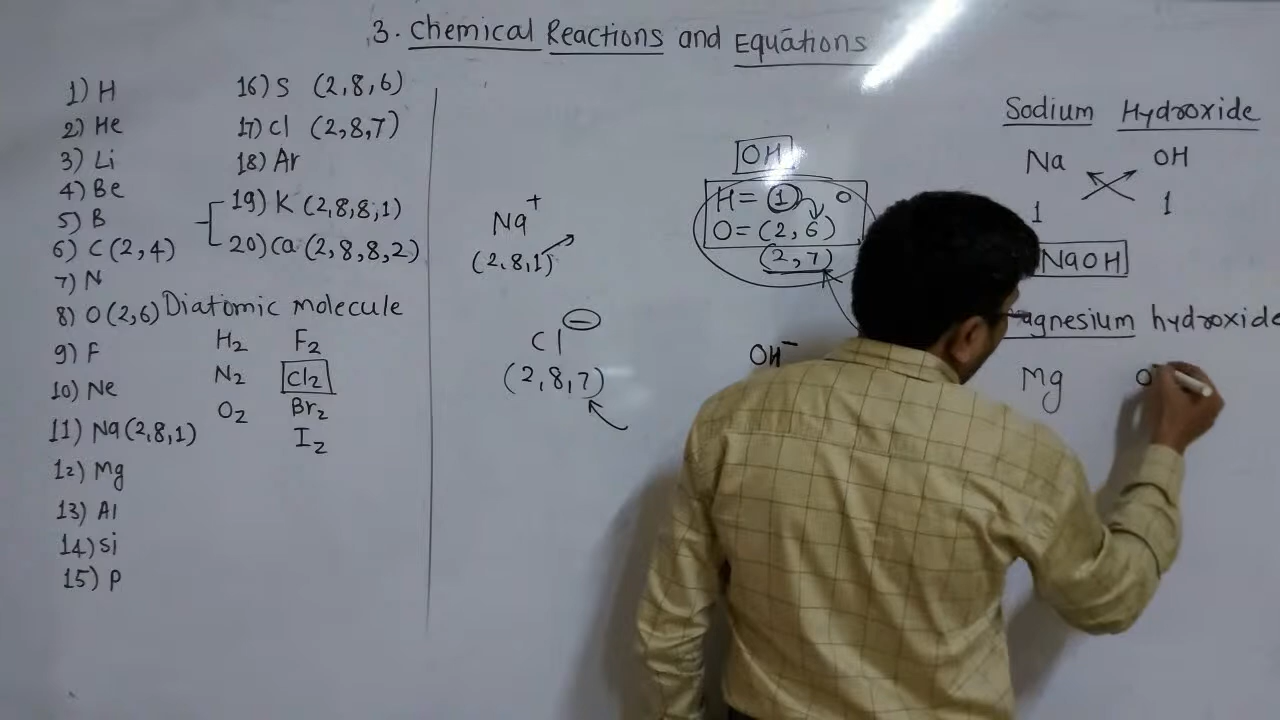 3. Chemical Reactions and Equations
1) H
2) He
3) Li
4) Be
5) B
6) C (2,4)
7) N
8) O (2,6)
9) F
10) Ne
11) Na (2,8,1)
12) Mg
13) Al
14) Si
15) P
16) S (2,8,6)
17) Cl (2,8,7)
18) Ar
19) K (2,8,8,1)
20) Ca (2,8,8,2)
Diatomic molecule
H₂ F₂
N₂ Cl₂
O₂ Br₂
I₂
Na⁺
(2,8,1)
Cl⁻
(2,8,7)
OH
H = 1 0
O = (2,6)
(2,7)
OH⁻
Sodium Hydroxide
Na OH
1 1
NaOH
agnesium hydroxide
Mg O